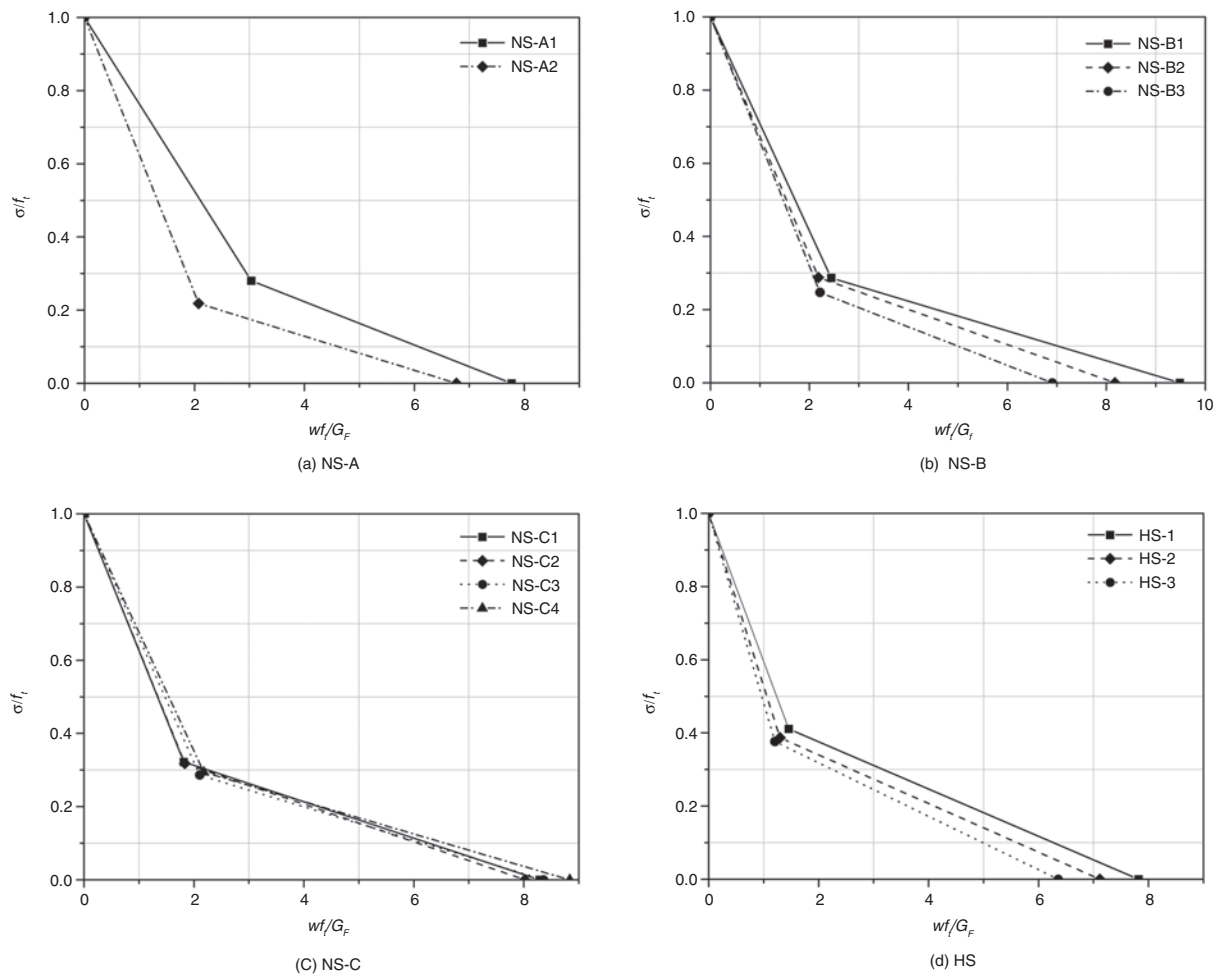 1.0
0.8
0.6
0.4
0.2
0.0
σ/f_t
NS-A1
NS-A2
0 2 4 6 8
wf_t/G_F
(a) NS-A
1.0
0.8
0.6
0.4
0.2
0.0
σ/f_t
NS-B1
NS-B2
NS-B3
0 2 4 6 8 10
wf_t/G_f
(b) NS-B
1.0
0.8
0.6
0.4
0.2
0.0
σ/f_t
NS-C1
NS-C2
NS-C3
NS-C4
0 2 4 6 8
wf_t/G_F
(C) NS-C
1.0
0.8
0.6
0.4
0.2
0.0
σ/f_t
HS-1
HS-2
HS-3
0 2 4 6 8
wf_t/G_F
(d) HS